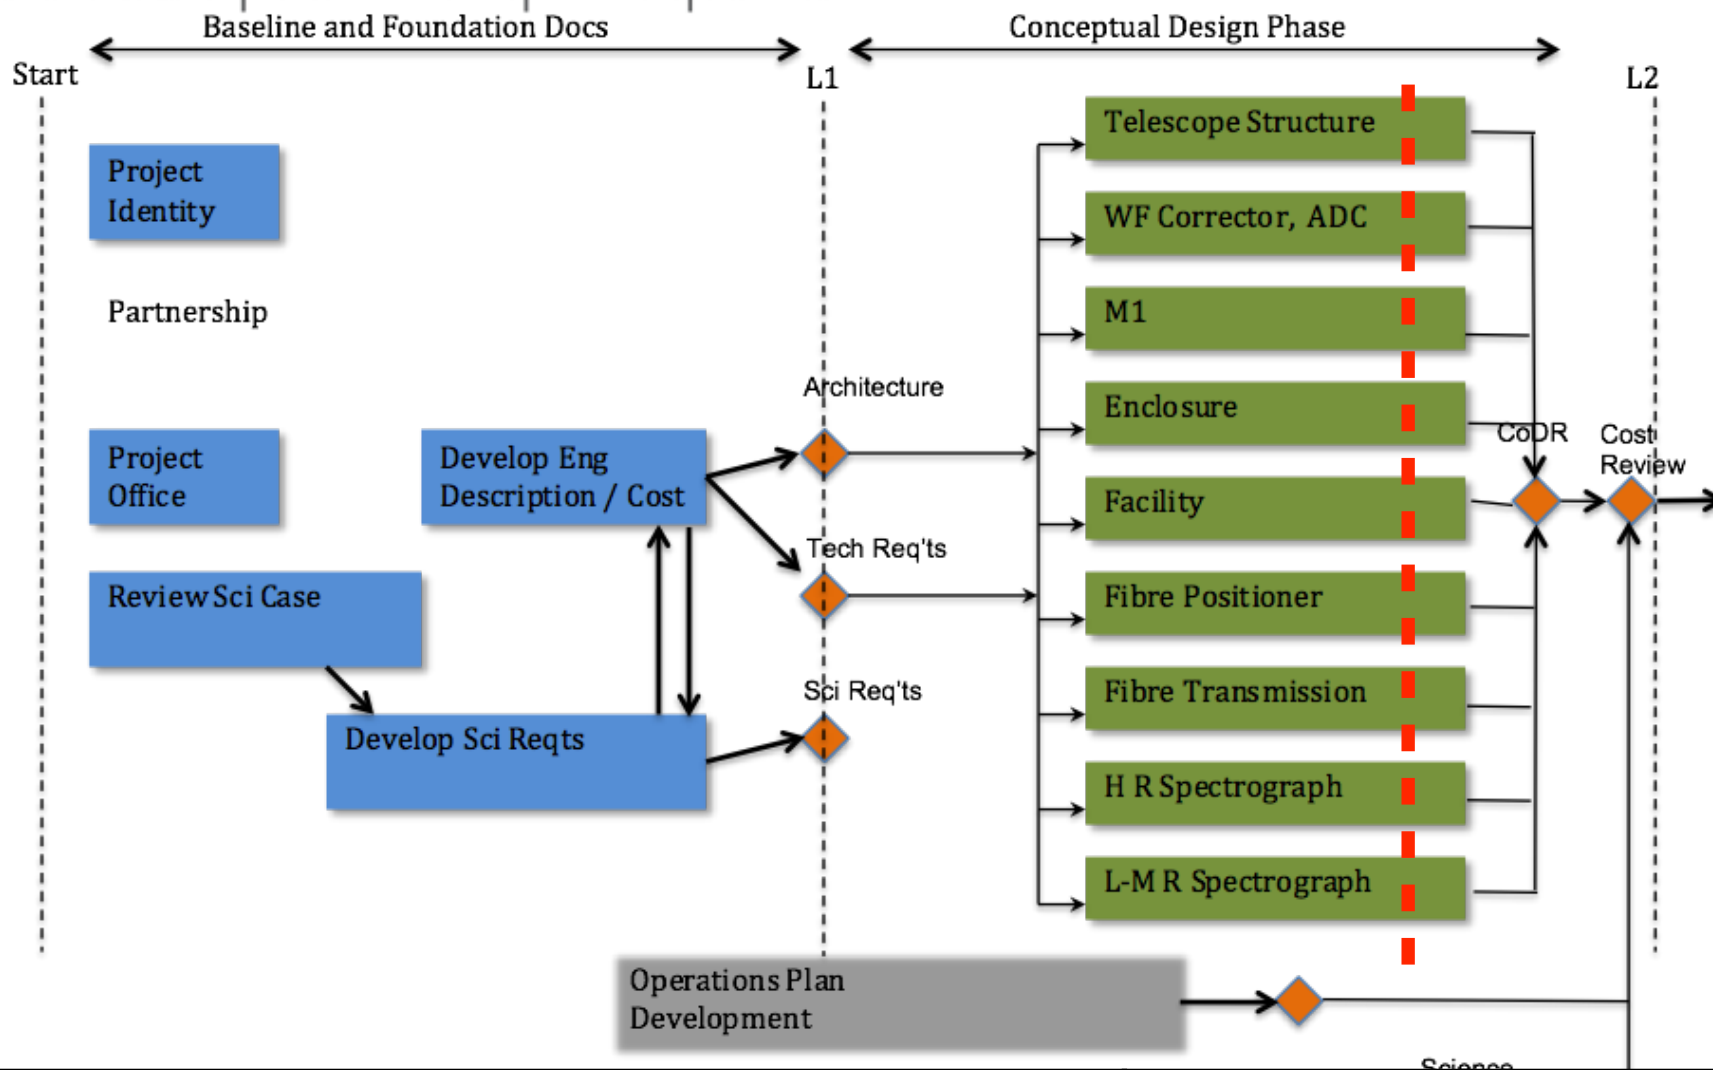 Baseline and Foundation Docs
Conceptual Design Phase
Start
L1
L2
Project
Identity
Partnership
Project
Office
Develop Eng
Description / Cost
Review Sci Case
Develop Sci Reqts
Architecture
Tech Req'ts
Sci Req'ts
Telescope Structure
WF Corrector, ADC
M1
Enclosure
Facility
Fibre Positioner
Fibre Transmission
H R Spectrograph
L-M R Spectrograph
CoDR
Cost
Review
Operations Plan
Development
Science